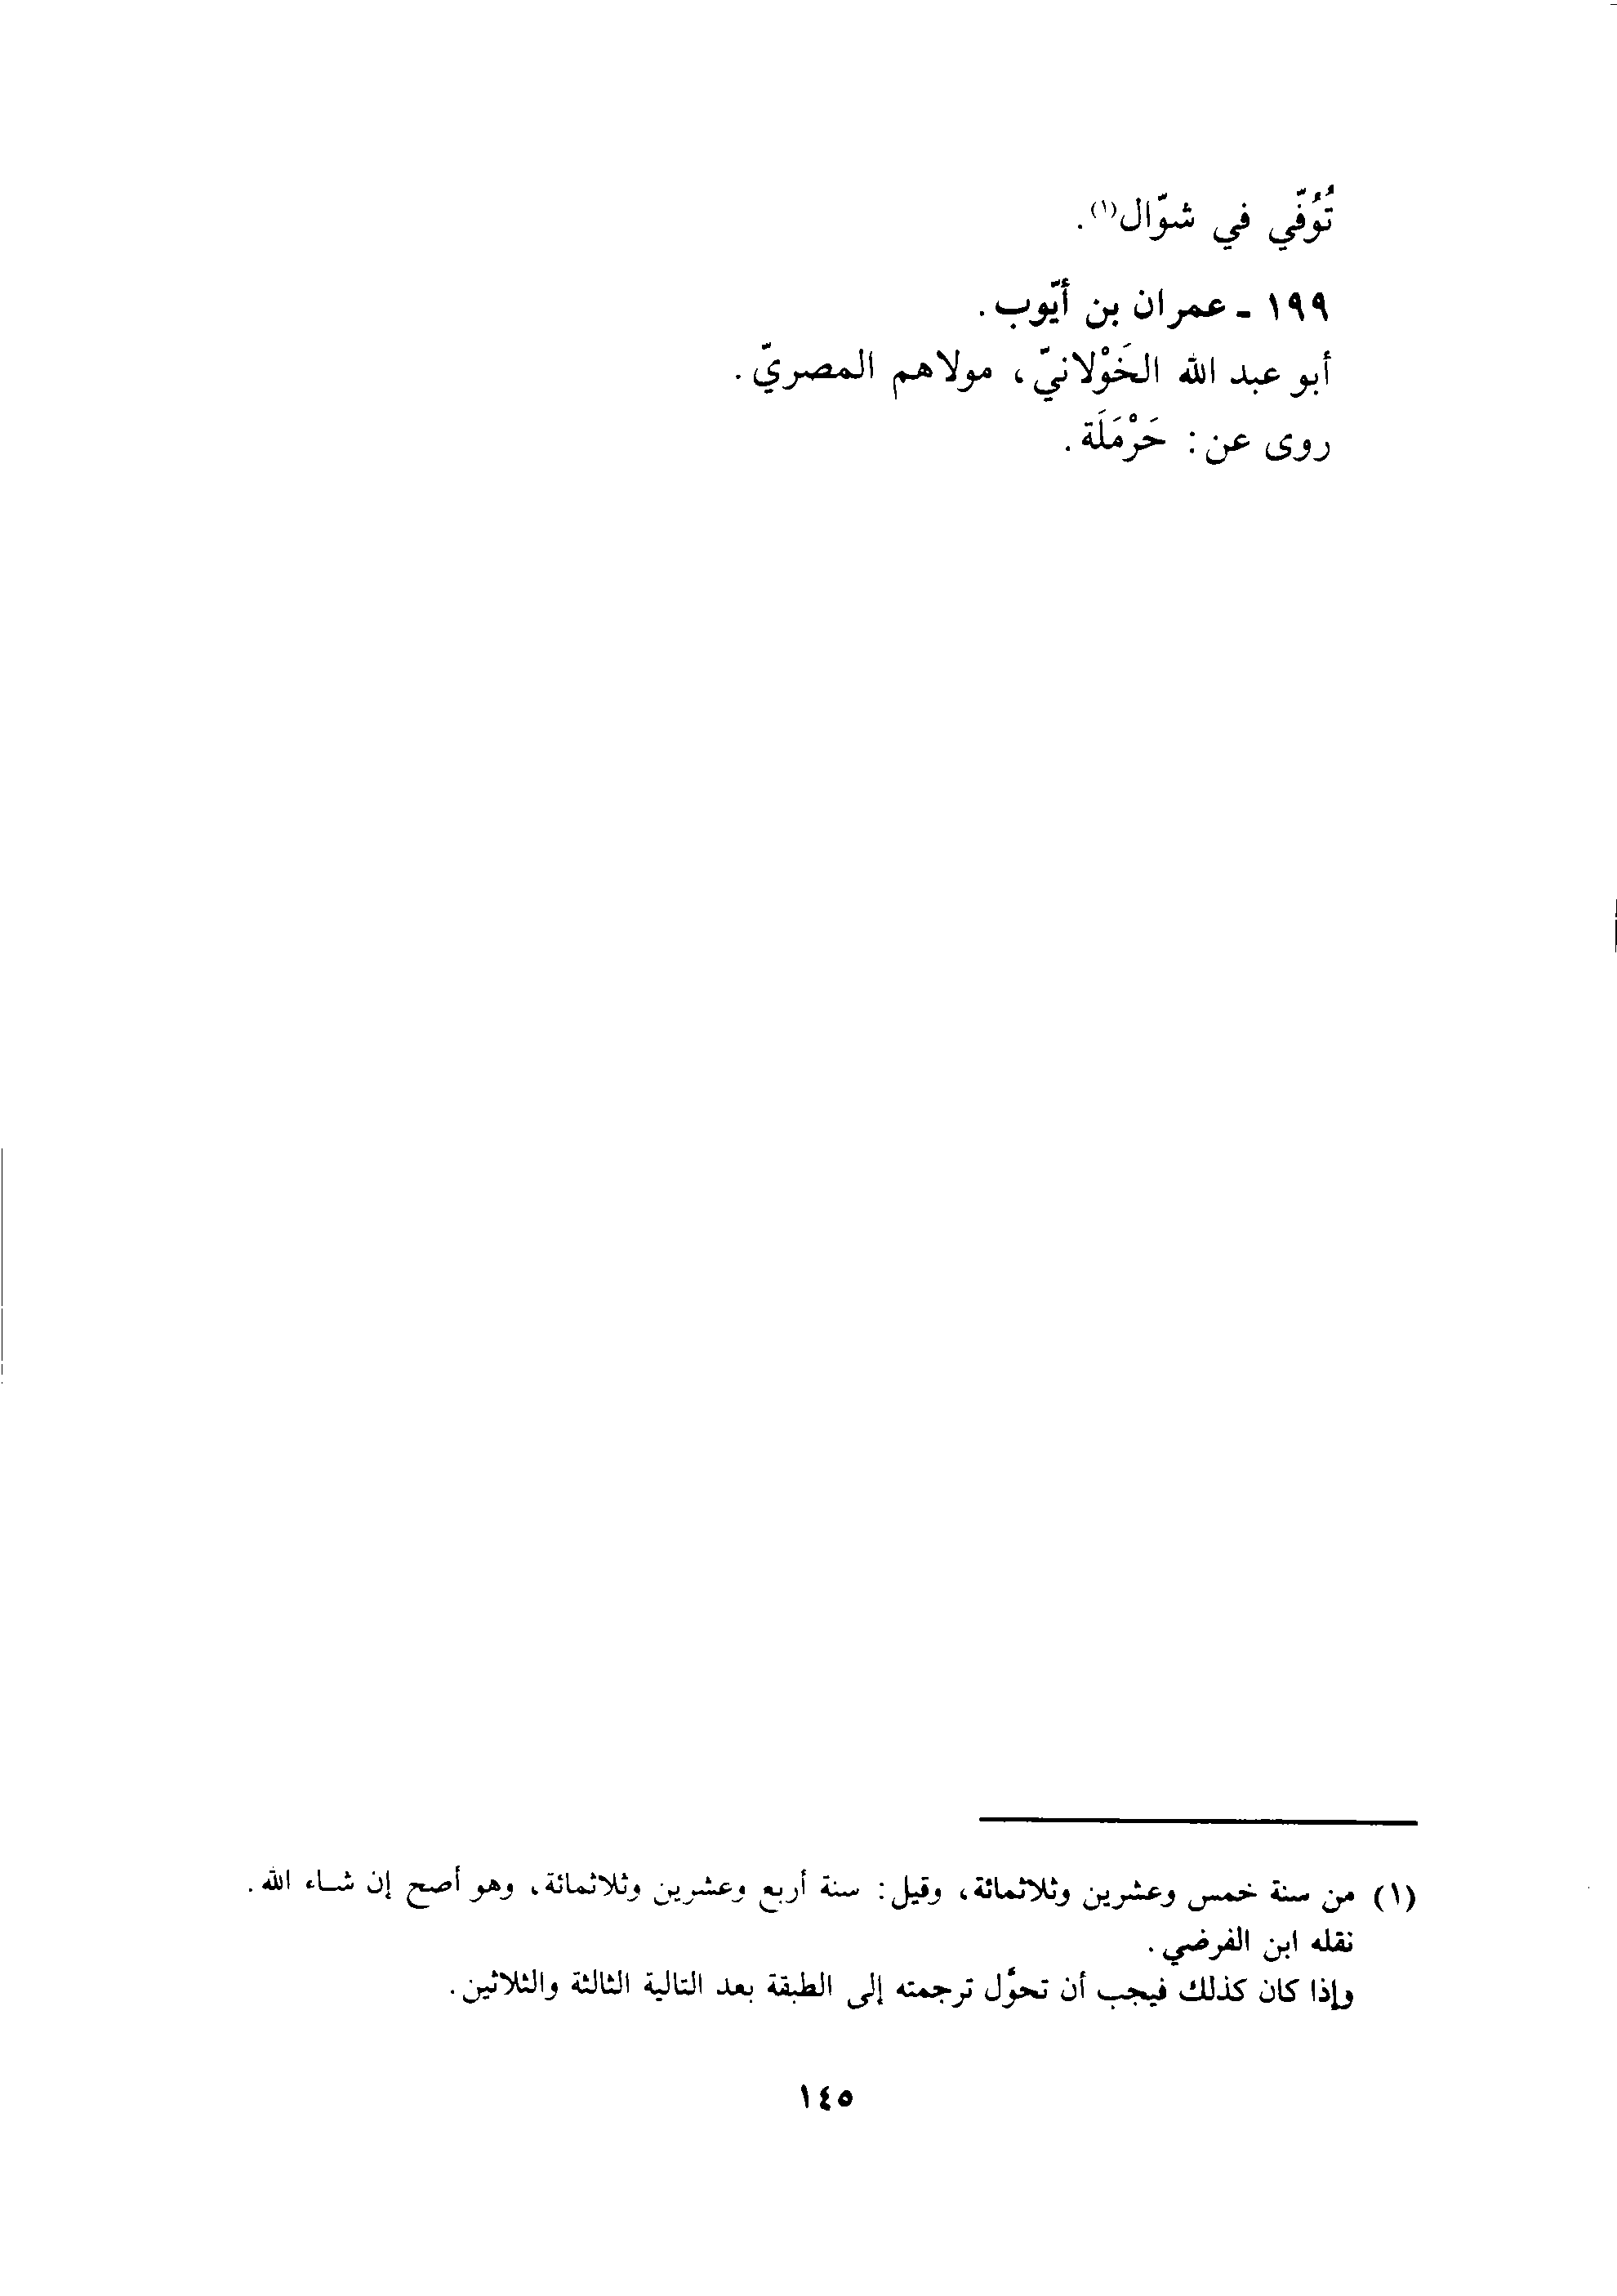 تُوُفّي في شوّال(١).
١٩٩ - عمران بن أيّوب.
أبو عبد الله الخَوْلانيّ، مولاهم المصريّ.
روى عن: حَرْمَلَة.
(١) من سنة خمس وعشرين وثلاثمائة، وقيل: سنة أربع وعشرين وثلاثمائة، وهو أصح إن شاء الله.
نقله ابن الفرضي.
وإذا كان كذلك فيجب أن تحوَّل ترجمته إلى الطبقة بعد التالية الثالثة والثلاثين.
١٤٥